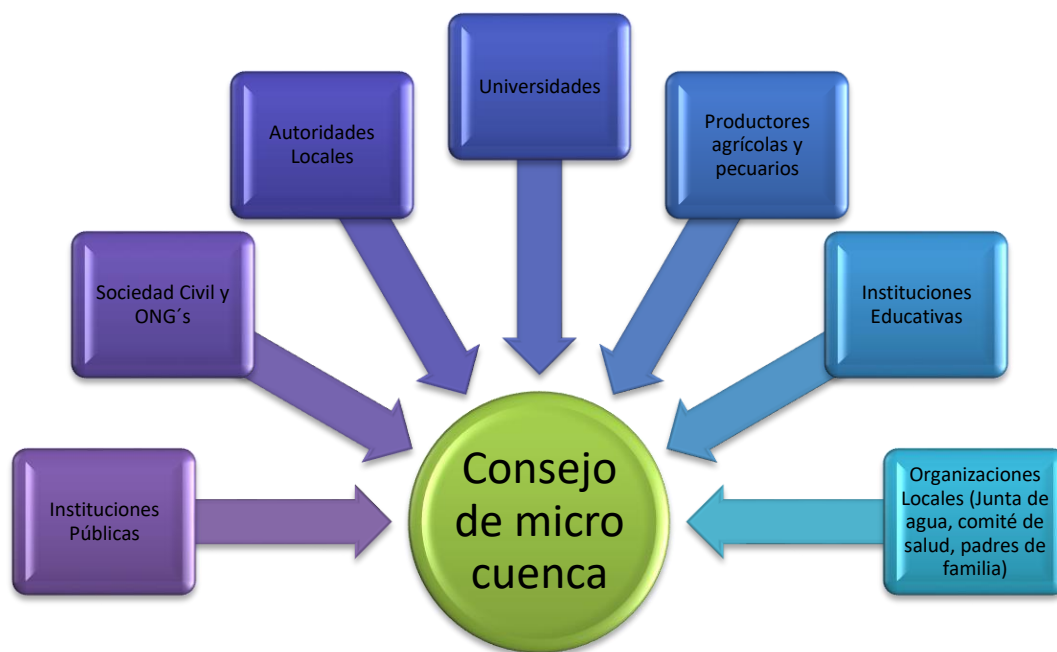 Universidades
Autoridades
Locales
Productores
agrícolas y
pecuarios
Sociedad Civil y
ONG´s
Instituciones
Educativas
Instituciones
Públicas
Consejo
de micro
cuenca
Organizaciones
Locales (Junta de
agua, comité de
salud, padres de
familia)